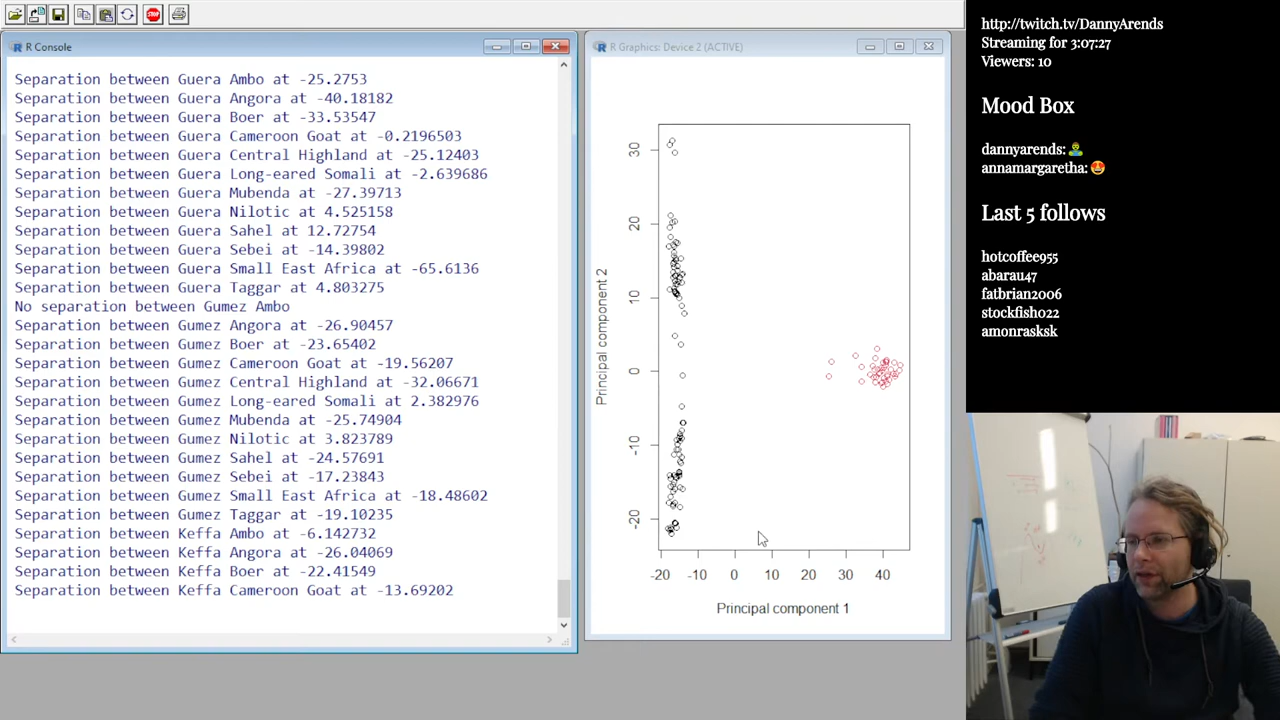 R Console
Separation between Guera Ambo at -25.2753
Separation between Guera Angora at -40.18182
Separation between Guera Boer at -33.53547
Separation between Guera Cameroon Goat at -0.2196503
Separation between Guera Central Highland at -25.12403
Separation between Guera Long-eared Somali at -2.639686
Separation between Guera Mubenda at -27.39713
Separation between Guera Nilotic at 4.525158
Separation between Guera Sahel at 12.72754
Separation between Guera Sebei at -14.39802
Separation between Guera Small East Africa at -65.6136
Separation between Guera Taggar at 4.803275
No separation between Gumez Ambo
Separation between Gumez Angora at -26.90457
Separation between Gumez Boer at -23.65402
Separation between Gumez Cameroon Goat at -19.56207
Separation between Gumez Central Highland at -32.06671
Separation between Gumez Long-eared Somali at 2.382976
Separation between Gumez Mubenda at -25.74904
Separation between Gumez Nilotic at 3.823789
Separation between Gumez Sahel at -24.57691
Separation between Gumez Sebei at -17.23843
Separation between Gumez Small East Africa at -18.48602
Separation between Gumez Taggar at -19.10235
Separation between Keffa Ambo at -6.142732
Separation between Keffa Angora at -26.04069
Separation between Keffa Boer at -22.41549
Separation between Keffa Cameroon Goat at -13.69202
STOP
R Graphics: Device 2 (ACTIVE)
Principal component 2
30
20
10
0
-10
-20
-20 -10 0 10 20 30 40
Principal component 1
http://twitch.tv/DannyArends
Streaming for 3:07:27
Viewers: 10
Mood Box
dannyarends: 🧟‍♂️
annamargaretha: 😍
Last 5 follows
hotcoffee955
abarau47
fatbrian2006
stockfish022
amonrasksk